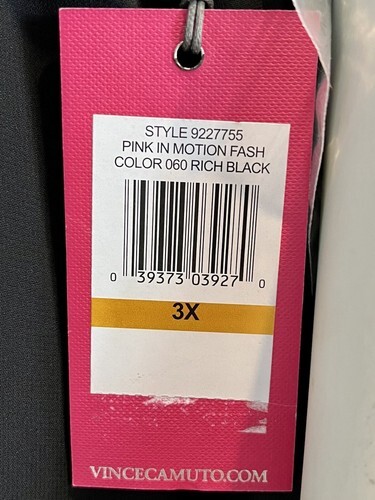 STYLE 9227755
PINK IN MOTION FASH
COLOR 060 RICH BLACK
0 39373 03927 0
3X
VINCECAMUTO.COM